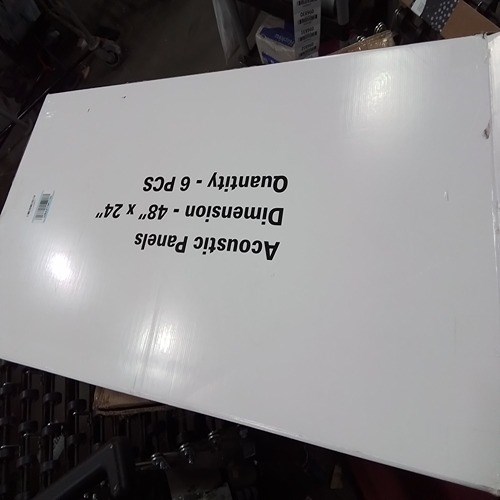 Acoustic Panels
Dimension - 48" x 24"
Quantity - 6 PCS